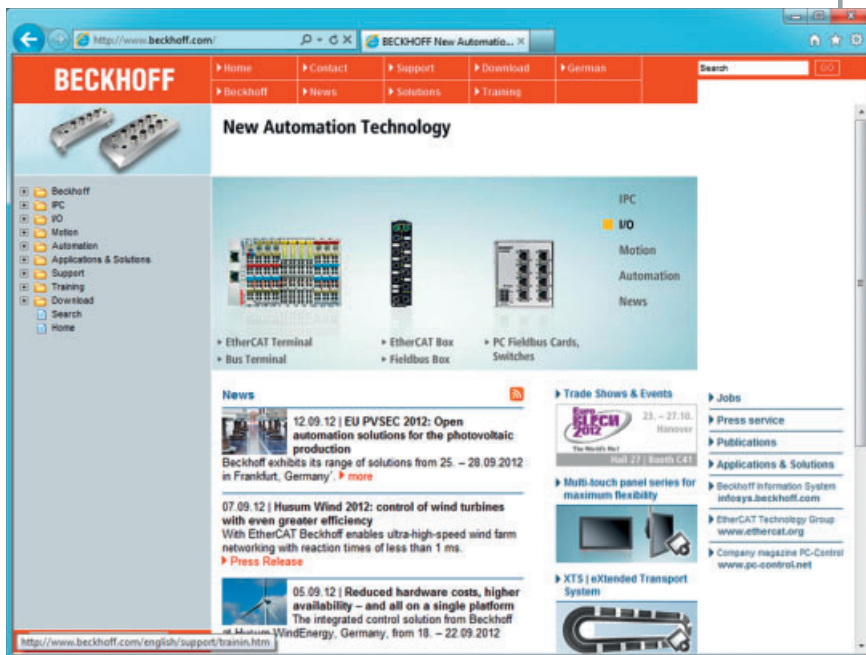 http://www.beckhoff.com/
BECKHOFF New Automatio...
BECKHOFF
Home
Contact
Support
Download
German
Search
GO
Beckhoff
News
Solutions
Training
New Automation Technology
Beckhoff
IPC
I/O
Motion
Automation
Applications & Solutions
Support
Training
Download
Search
Home
IPC
I/O
Motion
Automation
News
EtherCAT Terminal
Bus Terminal
EtherCAT Box
Fieldbus Box
PC Fieldbus Cards,
Switches
News
12.09.12 | EU PVSEC 2012: Open
automation solutions for the photovoltaic
production
Beckhoff exhibits its range of solutions from 25. – 28.09.2012
in Frankfurt, Germany'. more
07.09.12 | Husum Wind 2012: control of wind turbines
with even greater efficiency
With EtherCAT Beckhoff enables ultra-high-speed wind farm
networking with reaction times of less than 1 ms.
Press Release
05.09.12 | Reduced hardware costs, higher
availability – and all on a single platform
The integrated control solution from Beckhoff
at Husum WindEnergy, Germany, from 18. – 22.09.2012
Trade Shows & Events
Euro
BLECH
2012
The World's No.1
23. – 27.10.
Hanover
Hall 27 | Booth C41
Multi-touch panel series for
maximum flexibility
XTS | eXtended Transport
System
Jobs
Press service
Publications
Applications & Solutions
Beckhoff Information System
infosys.beckhoff.com
EtherCAT Technology Group
www.ethercat.org
Company magazine PC-Control
www.pc-control.net
http://www.beckhoff.com/english/support/trainin.htm